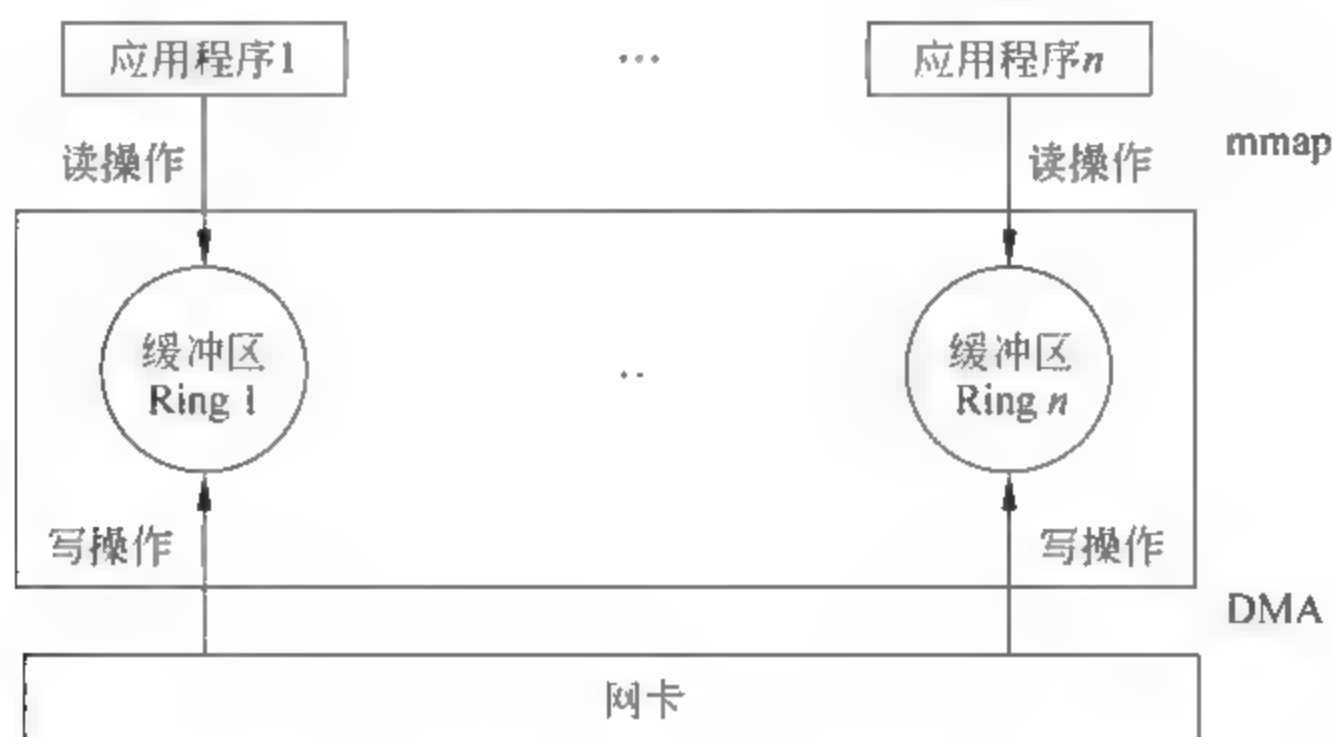 应用程序1 … 应用程序n
读操作 读操作 mmap
缓冲区 .. 缓冲区
Ring 1 Ring n
写操作 写操作
DMA
网卡